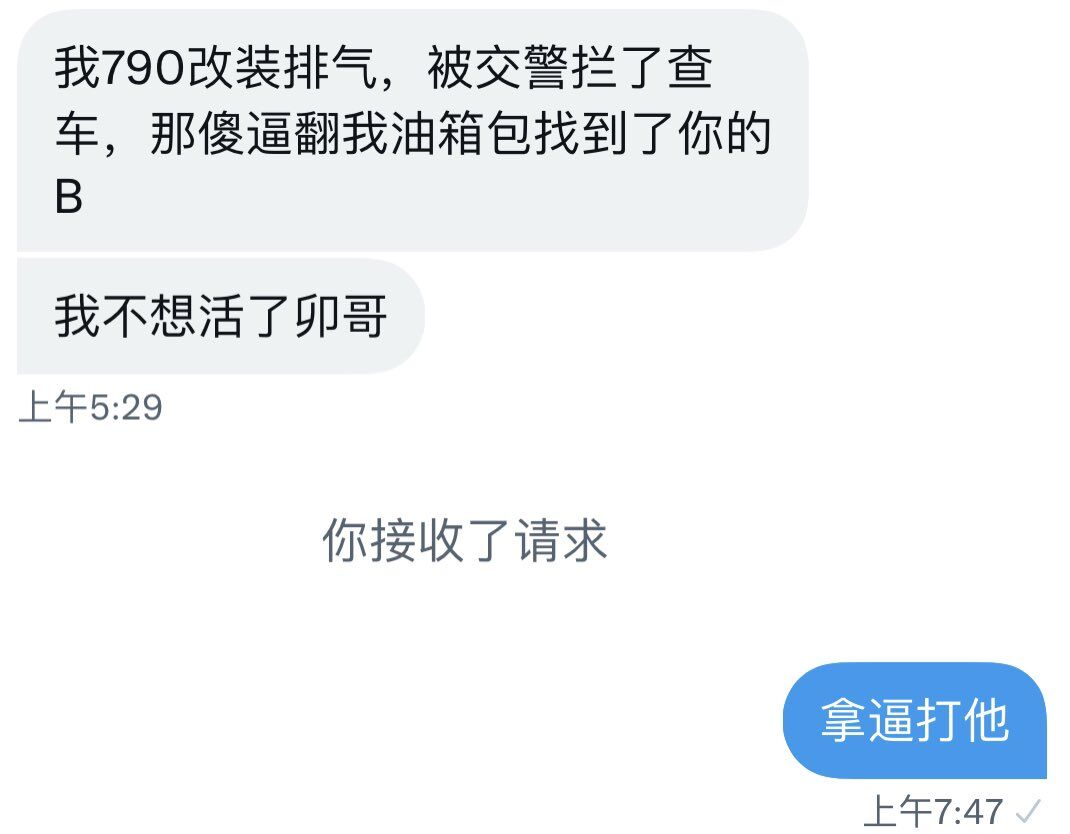 我790改装排气，被交警拦了查
车，那傻逼翻我油箱包找到了你的
B
我不想活了卯哥
上午5:29
你接收了请求
拿逼打他
上午7:47